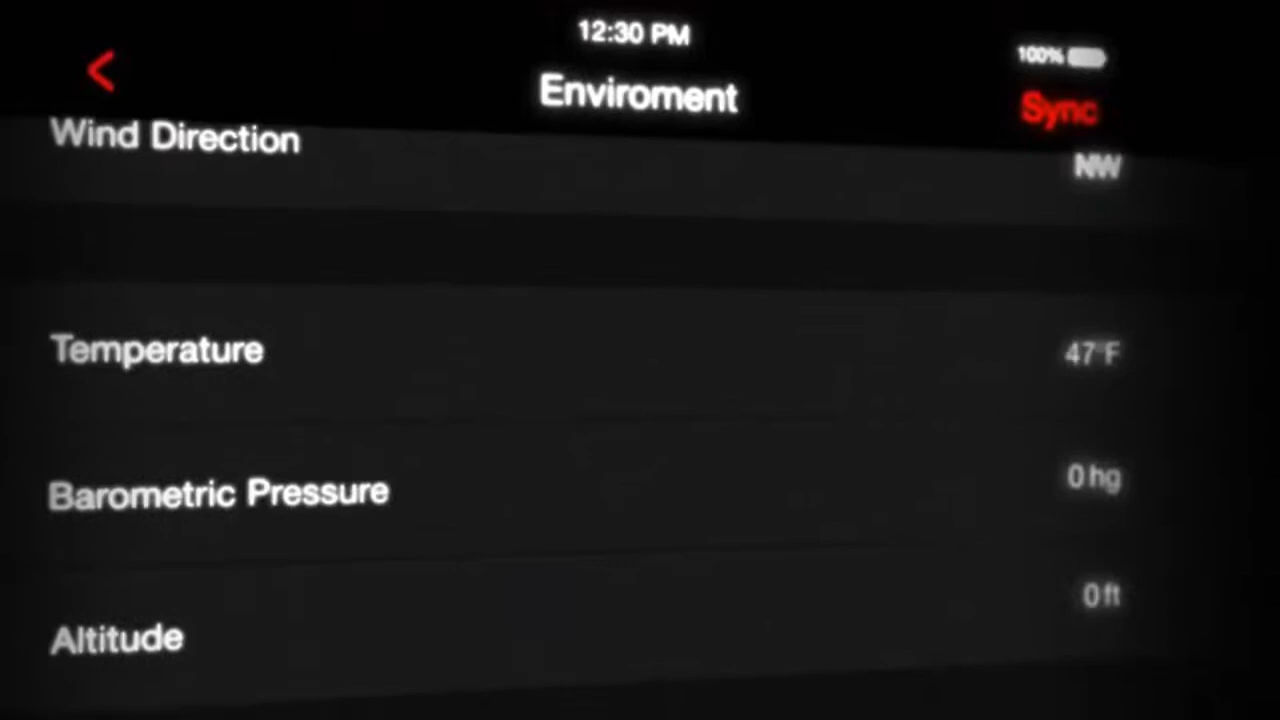 12:30 PM
100%
Enviroment
Sync
Wind Direction
NW
Temperature
47°F
Barometric Pressure
0 hg
Altitude
0 ft